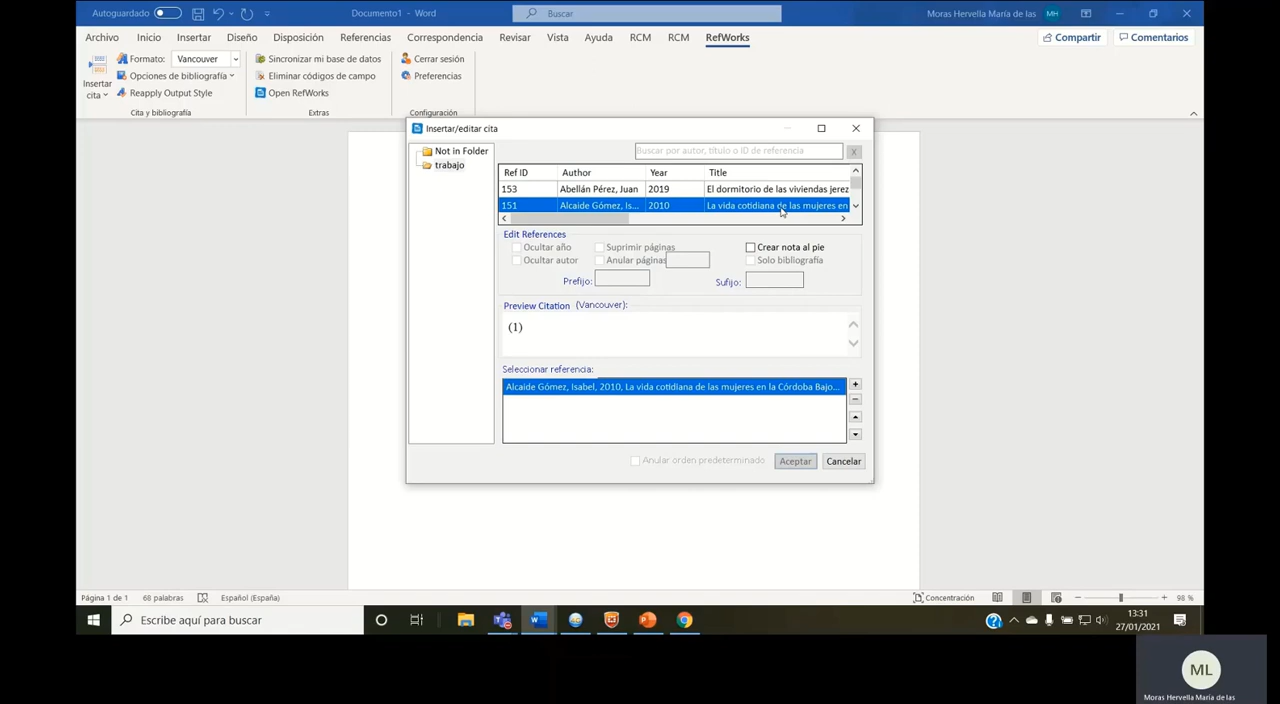 Autoguardado
Documento1 - Word
Buscar
Moras Hervella María de las
MH
Archivo Inicio Insertar Diseño Disposición Referencias Correspondencia Revisar Vista Ayuda RCM RCM RefWorks
Compartir
Comentarios
Insertar cita
Formato: Vancouver
Opciones de bibliografía
Reapply Output Style
Cita y bibliografía
Sincronizar mi base de datos
Eliminar códigos de campo
Open RefWorks
Extras
Cerrar sesión
Preferencias
Configuración
Insertar/editar cita
Not in Folder
trabajo
Buscar por autor, título o ID de referencia
X
Ref ID Author Year Title
153 Abellán Pérez, Juan 2019 El dormitorio de las viviendas jerez
151 Alcaide Gómez, Is... 2010 La vida cotidiana de las mujeres en
Edit References
Ocultar año
Suprimir páginas
Crear nota al pie
Ocultar autor
Anular páginas
Solo bibliografía
Prefijo:
Sufijo:
Preview Citation (Vancouver):
(1)
Seleccionar referencia:
Alcaide Gómez, Isabel, 2010, La vida cotidiana de las mujeres en la Córdoba Bajo...
Anular orden predeterminado
Aceptar
Cancelar
Página 1 de 1
68 palabras
Español (España)
Concentración
98 %
Escribe aquí para buscar
13:31
27/01/2021
ML
Moras Hervella María de las